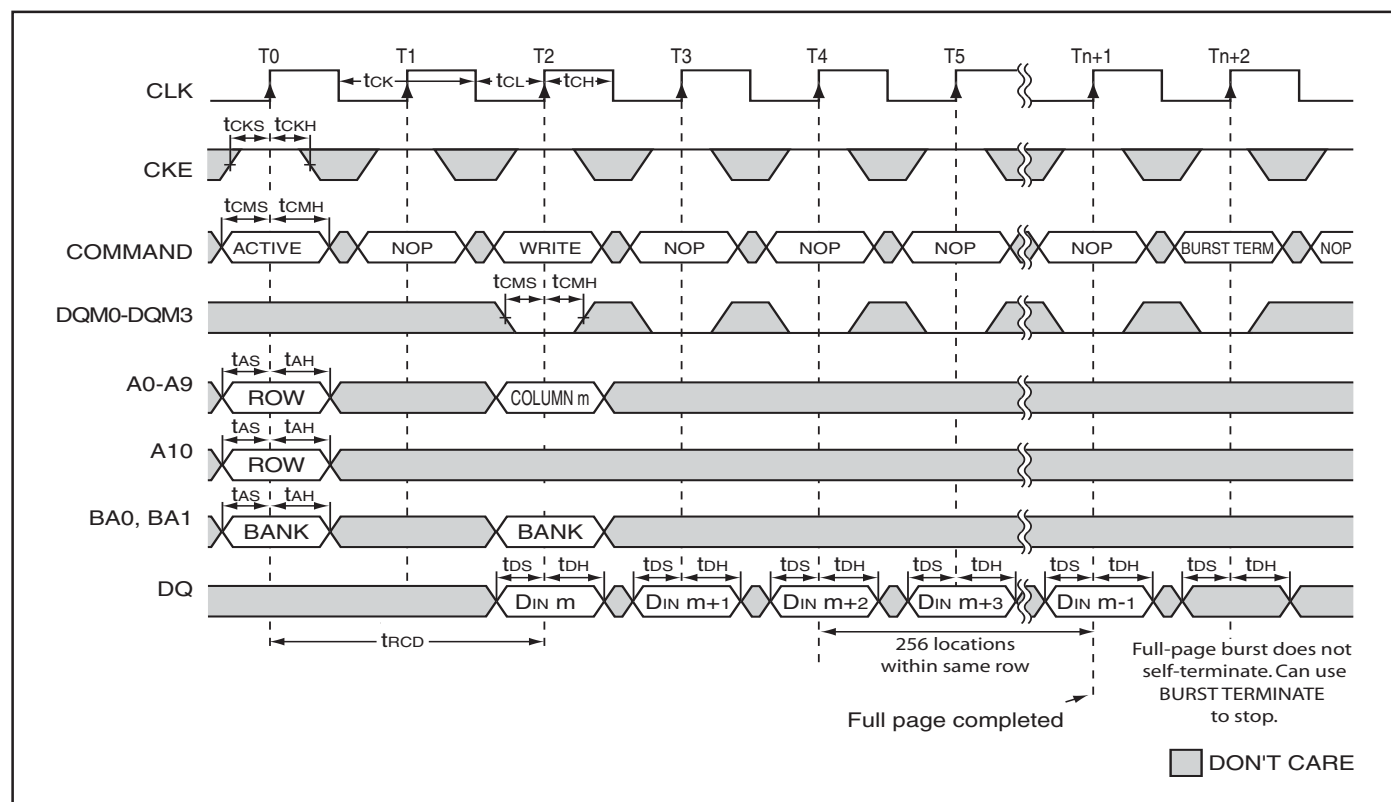 T0 T1 T2 T3 T4 T5 Tn+1 Tn+2
CLK tCK tCL tCH
tCKS tCKH
CKE
tCMS tCMH
COMMAND ACTIVE NOP WRITE NOP NOP NOP NOP BURST TERM NOP
tCMS tCMH
DQM0-DQM3
tAS tAH
A0-A9 ROW COLUMN m
tAS tAH
A10 ROW
tAS tAH
BA0, BA1 BANK BANK
tDS tDH tDS tDH tDS tDH tDS tDH tDS tDH tDS tDH
DQ DIN m DIN m+1 DIN m+2 DIN m+3 DIN m-1
tRCD
256 locations
within same row
Full-page burst does not
self-terminate. Can use
BURST TERMINATE
to stop.
Full page completed
DON'T CARE